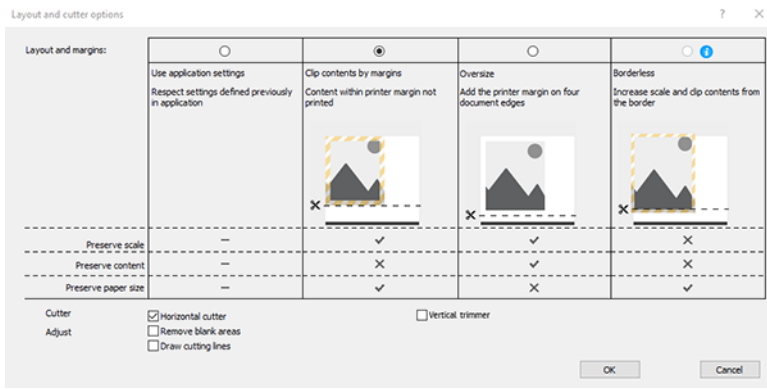 Layout and cutter options
Layout and margins:
Use application settings
Respect settings defined previously
in application
Clip contents by margins
Content within printer margin not
printed
Oversize
Add the printer margin on four
document edges
Borderless
Increase scale and clip contents from
the border
Preserve scale
Preserve content
Preserve paper size
Cutter
Horizontal cutter
Vertical trimmer
Adjust
Remove blank areas
Draw cutting lines
OK
Cancel